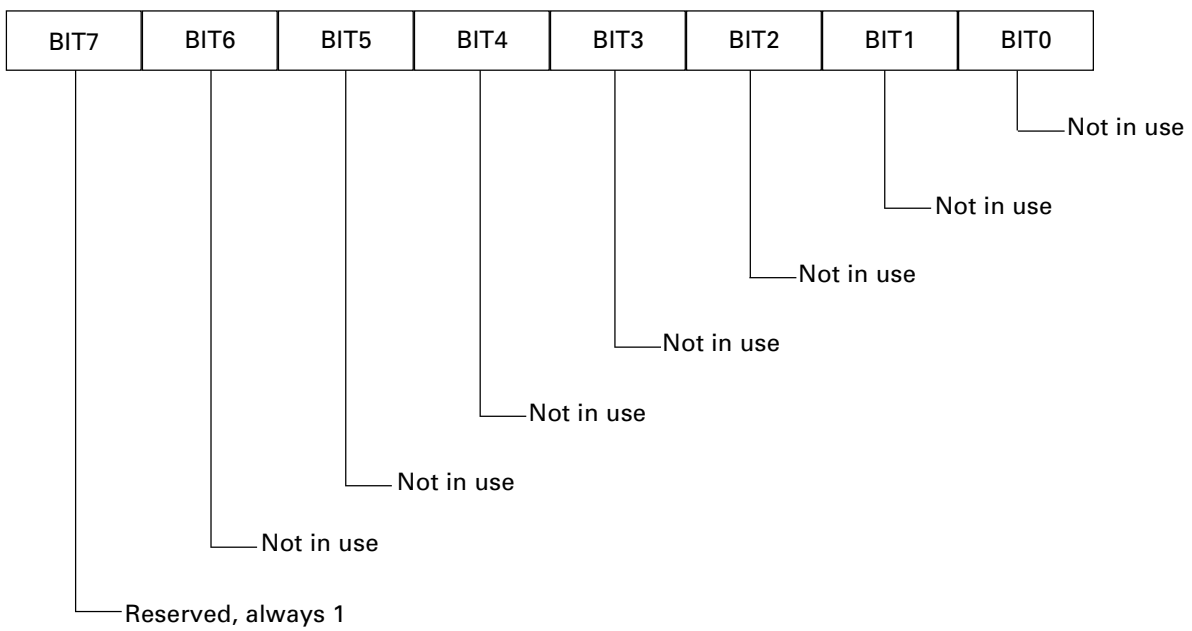 BIT7 BIT6 BIT5 BIT4 BIT3 BIT2 BIT1 BIT0
Not in use
Not in use
Not in use
Not in use
Not in use
Not in use
Not in use
Reserved, always 1